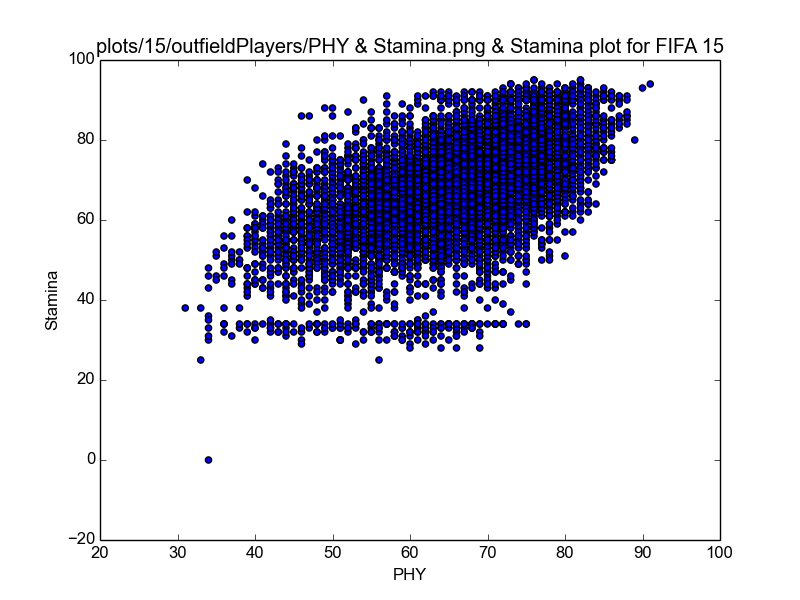 plots/15/outfieldPlayers/PHY & Stamina.png & Stamina plot for FIFA 15
100
80
60
40
20
0
−20
Stamina
20 30 40 50 60 70 80 90 100
PHY